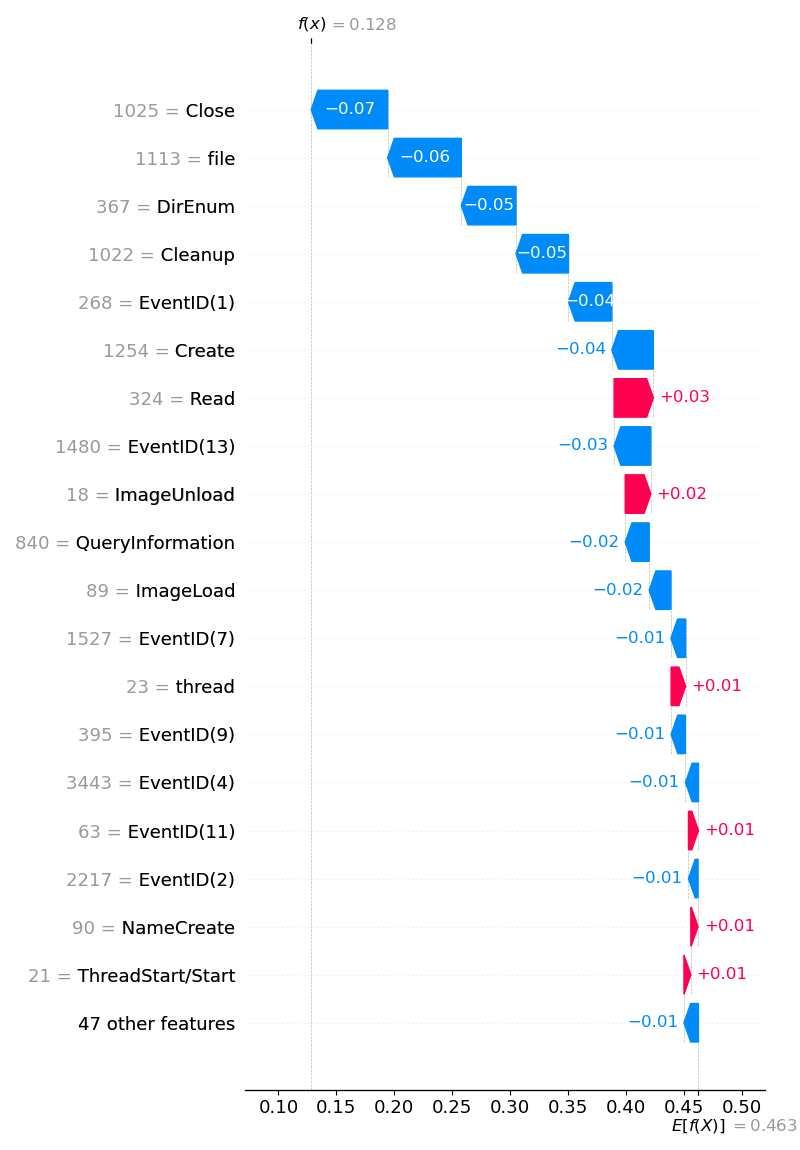 f(x) = 0.128
1025 = Close −0.07
1113 = file −0.06
367 = DirEnum −0.05
1022 = Cleanup −0.05
268 = EventID(1) −0.04
1254 = Create −0.04
324 = Read +0.03
1480 = EventID(13) −0.03
18 = ImageUnload +0.02
840 = QueryInformation −0.02
89 = ImageLoad −0.02
1527 = EventID(7) −0.01
23 = thread +0.01
395 = EventID(9) −0.01
3443 = EventID(4) −0.01
63 = EventID(11) +0.01
2217 = EventID(2) −0.01
90 = NameCreate +0.01
21 = ThreadStart/Start +0.01
47 other features −0.01
0.10 0.15 0.20 0.25 0.30 0.35 0.40 0.45 0.50
E[f(X)] = 0.463